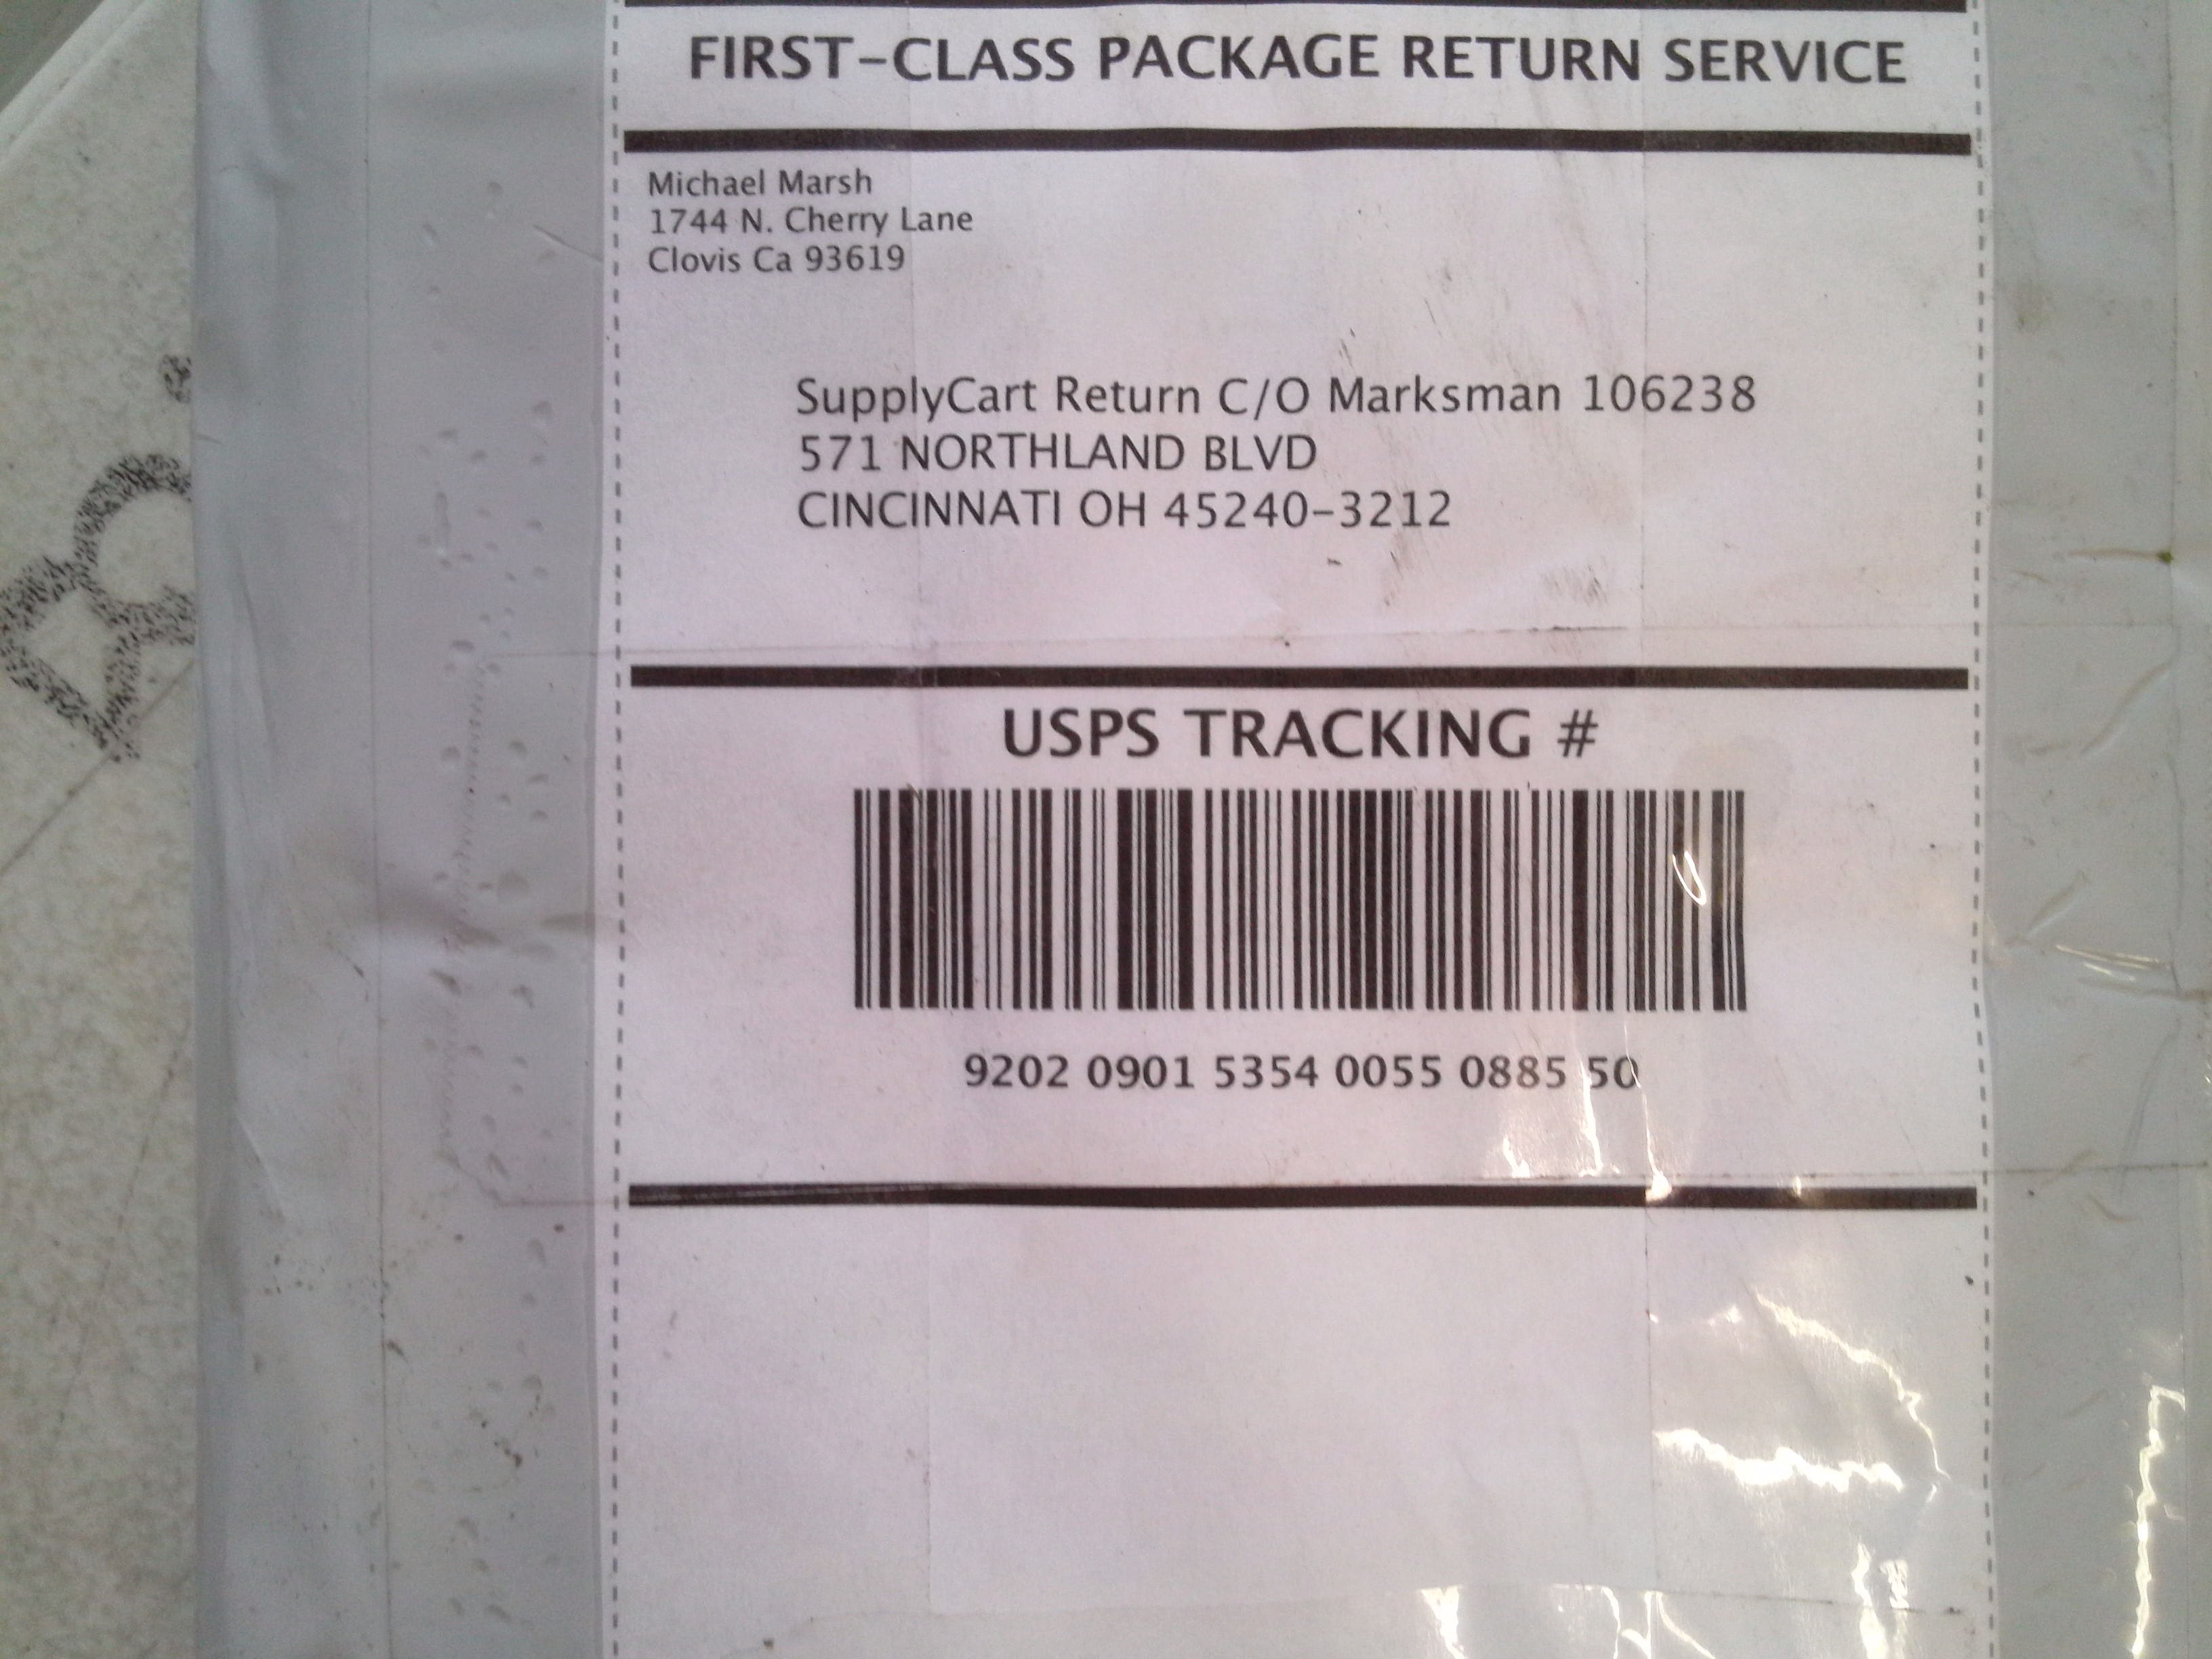 FIRST-CLASS PACKAGE RETURN SERVICE
Michael Marsh
1744 N. Cherry Lane
Clovis Ca 93619
SupplyCart Return C/O Marksman 106238
571 NORTHLAND BLVD
CINCINNATI OH 45240-3212
USPS TRACKING #
9202 0901 5354 0055 0885 50